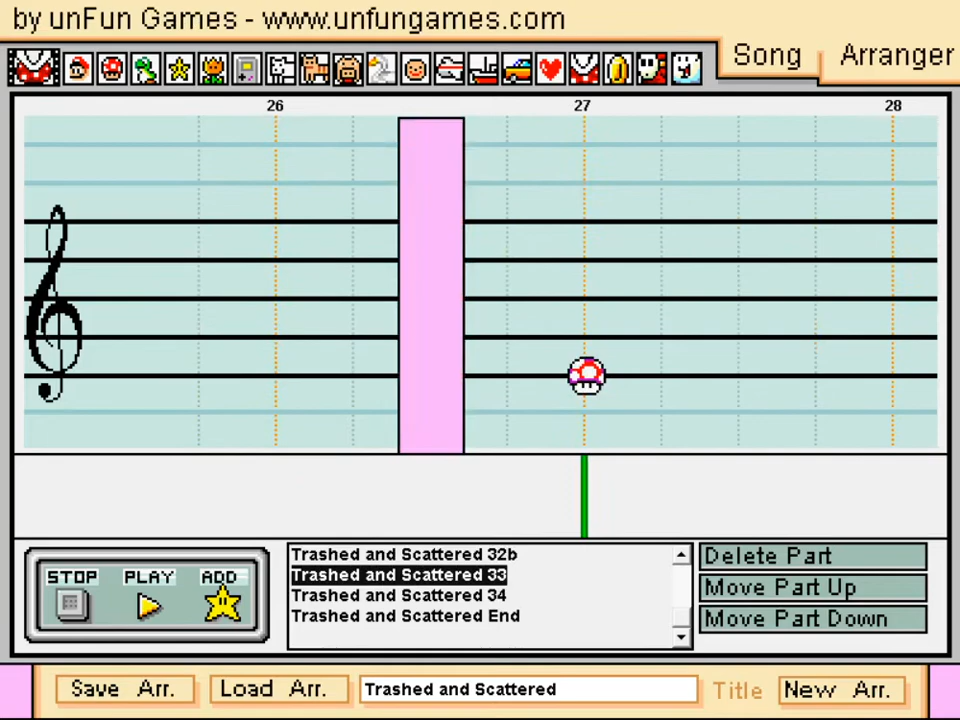 by unFun Games - www.unfungames.com
Song
Arranger
26
27
28
STOP PLAY ADD
Trashed and Scattered 32b
Trashed and Scattered 33
Trashed and Scattered 34
Trashed and Scattered End
Delete Part
Move Part Up
Move Part Down
Save Arr.
Load Arr.
Trashed and Scattered
Title
New Arr.